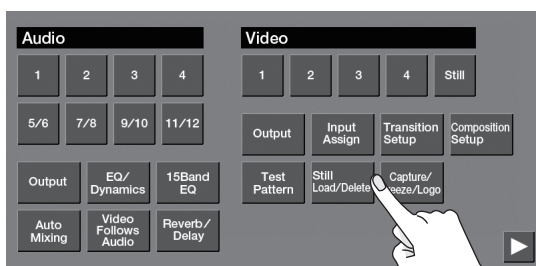 Audio
1 2 3 4
5/6 7/8 9/10 11/12
Output
EQ/
Dynamics
15Band
EQ
Auto
Mixing
Video
Follows
Audio
Reverb/
Delay
Video
1 2 3 4 Still
Output
Input
Assign
Transition
Setup
Composition
Setup
Test
Pattern
Still
Load/Delete
Capture/
eeze/Logo